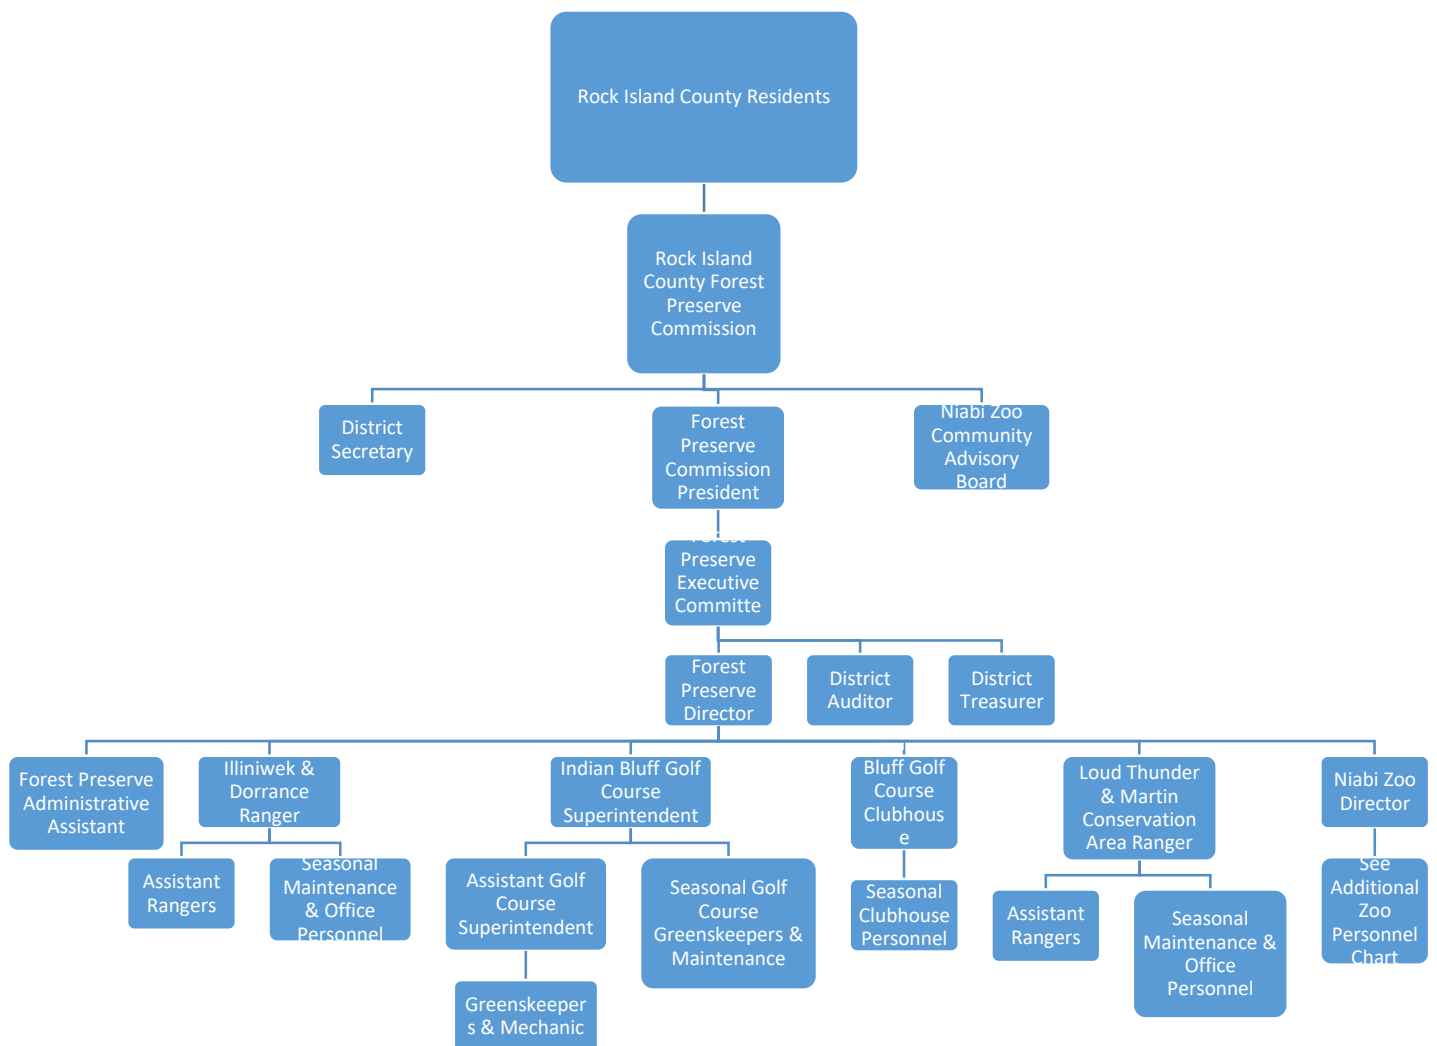 Rock Island County Residents
Rock Island
County Forest
Preserve
Commission
District
Secretary
Forest
Preserve
Commission
President
Niabi Zoo
Community
Advisory
Board
Forest
Preserve
Executive
Committe
Forest
Preserve
Director
District
Auditor
District
Treasurer
Forest Preserve
Administrative
Assistant
Illiniwek &
Dorrance
Ranger
Indian Bluff Golf
Course
Superintendent
Bluff Golf
Course
Clubhous
e
Loud Thunder
& Martin
Conservation
Area Ranger
Niabi Zoo
Director
Assistant
Rangers
Seasonal
Maintenance
& Office
Personnel
Assistant Golf
Course
Superintendent
Seasonal Golf
Course
Greenskeepers &
Maintenance
Seasonal
Clubhouse
Personnel
Assistant
Rangers
Seasonal
Maintenance &
Office
Personnel
See
Additional
Zoo
Personnel
Chart
Greenskeeper
s & Mechanic